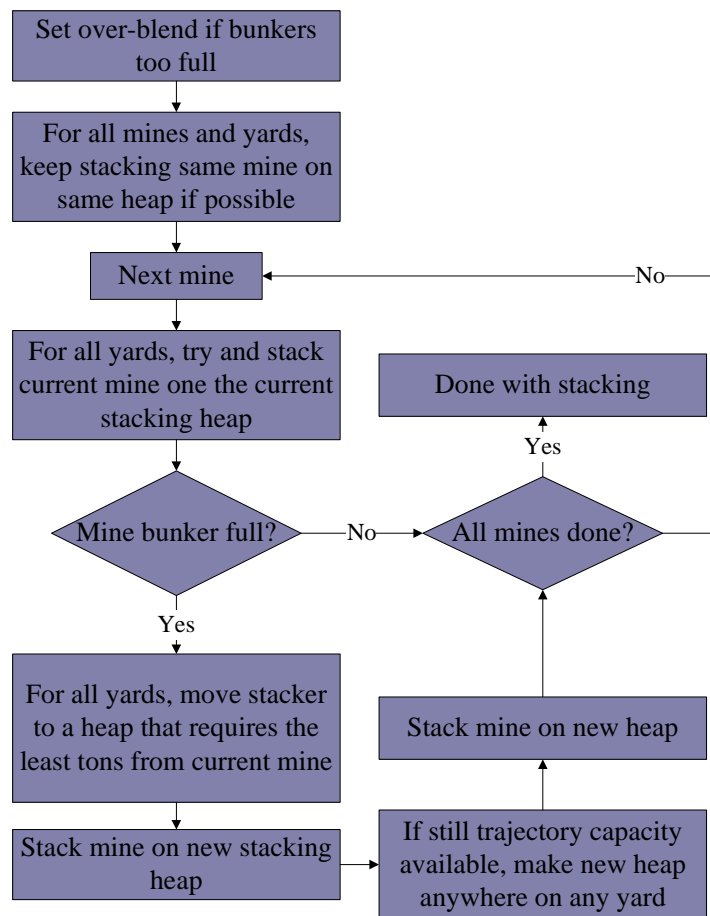 Set over-blend if bunkers
too full
For all mines and yards,
keep stacking same mine on
same heap if possible
Next mine
No
For all yards, try and stack
current mine one the current
stacking heap
Done with stacking
Yes
Mine bunker full?
No
All mines done?
Yes
For all yards, move stacker
to a heap that requires the
least tons from current mine
Stack mine on new heap
Stack mine on new stacking
heap
If still trajectory capacity
available, make new heap
anywhere on any yard